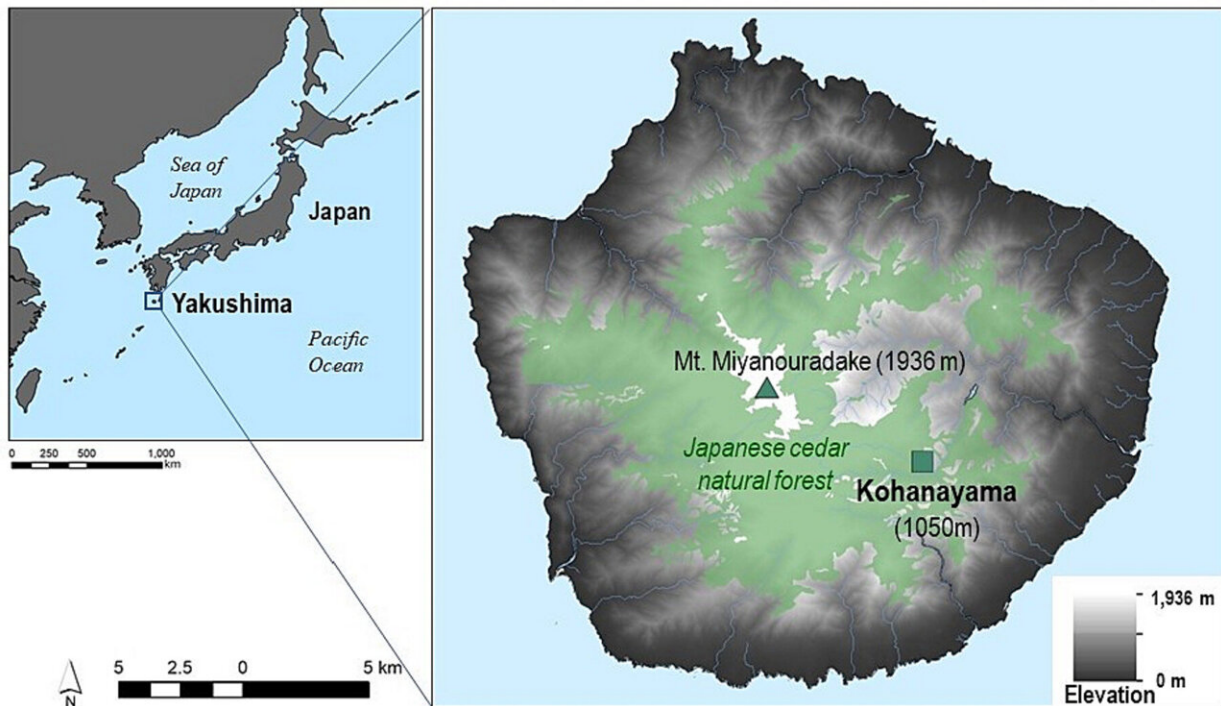 Sea of
Japan
Japan
Yakushima
Pacific
Ocean
0 250 500 1,000
km
N
5 2.5 0 5 km
Mt. Miyanouradake (1936 m)
Japanese cedar
natural forest
Kohanayama
(1050m)
1,936 m
0 m
Elevation